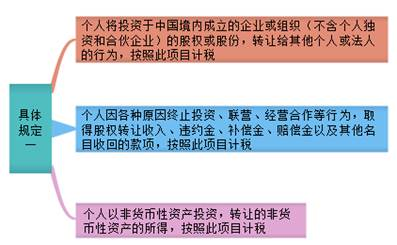 个人将投资于中国境内成立的企业或组织（不含个人独
资和合伙企业）的股权或股份，转让给其他个人或法人
的行为，按照此项目计税
具体
规定
一
个人因各种原因终止投资、联营、经营合作等行为，取
得股权转让收入、违约金、补偿金、赔偿金以及其他名
目收回的款项，按照此项目计税
个人以非货币性资产投资，转让的非货
币性资产的所得，按照此项目计税